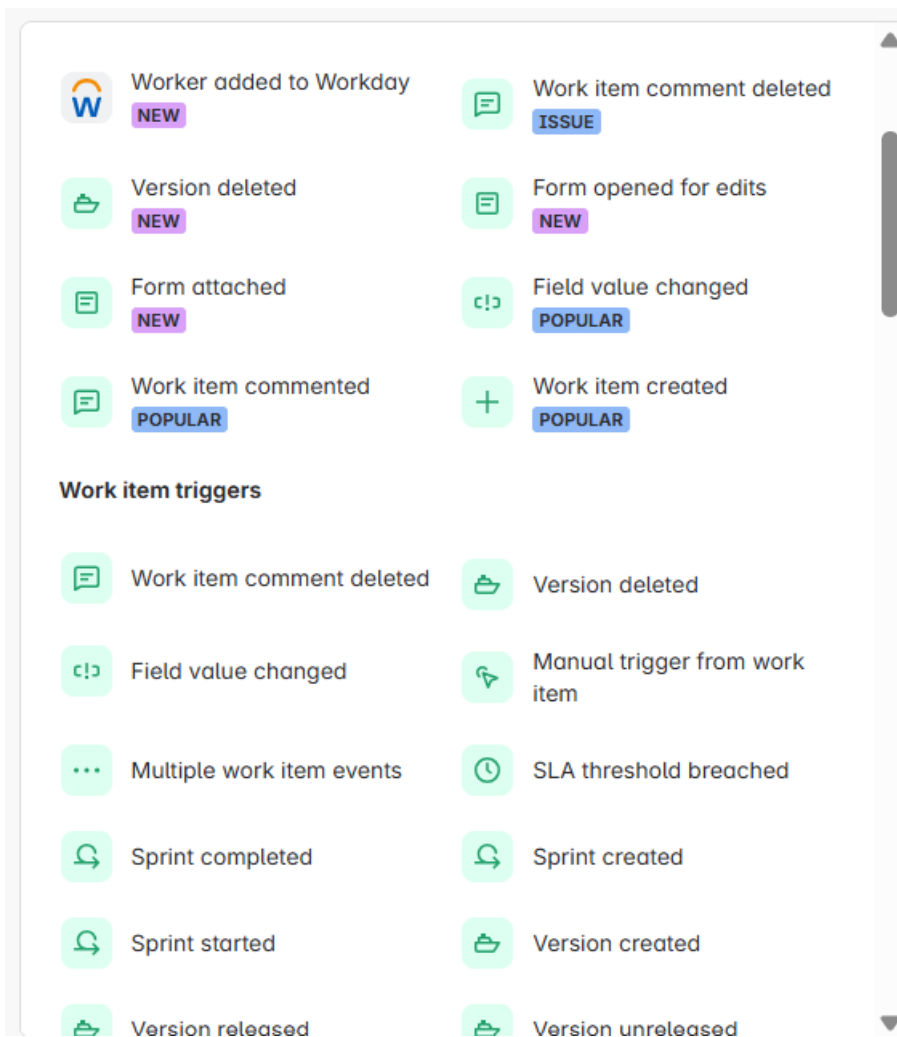 Worker added to Workday
NEW
Work item comment deleted
ISSUE
Version deleted
NEW
Form opened for edits
NEW
Form attached
NEW
Field value changed
POPULAR
Work item commented
POPULAR
Work item created
POPULAR
Work item triggers
Work item comment deleted
Version deleted
Field value changed
Manual trigger from work
item
Multiple work item events
SLA threshold breached
Sprint completed
Sprint created
Sprint started
Version created
Version released
Version unreleased